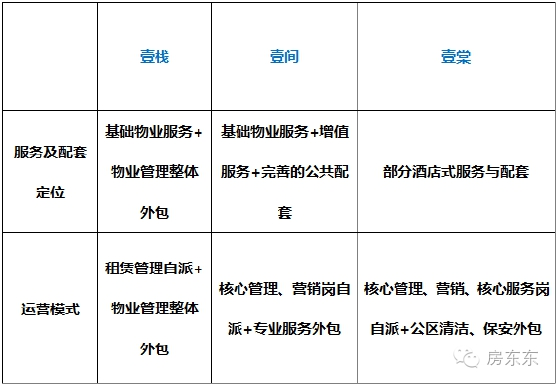 壹栈
壹间
壹棠
服务及配套
定位
基础物业服务+
物业管理整体
外包
基础物业服务+增值
服务+完善的公共配
套
部分酒店式服务与配套
运营模式
租赁管理自派+
物业管理整体
外包
核心管理、营销岗自
派+专业服务外包
核心管理、营销、核心服务岗
自派+公区清洁、保安外包
房东东